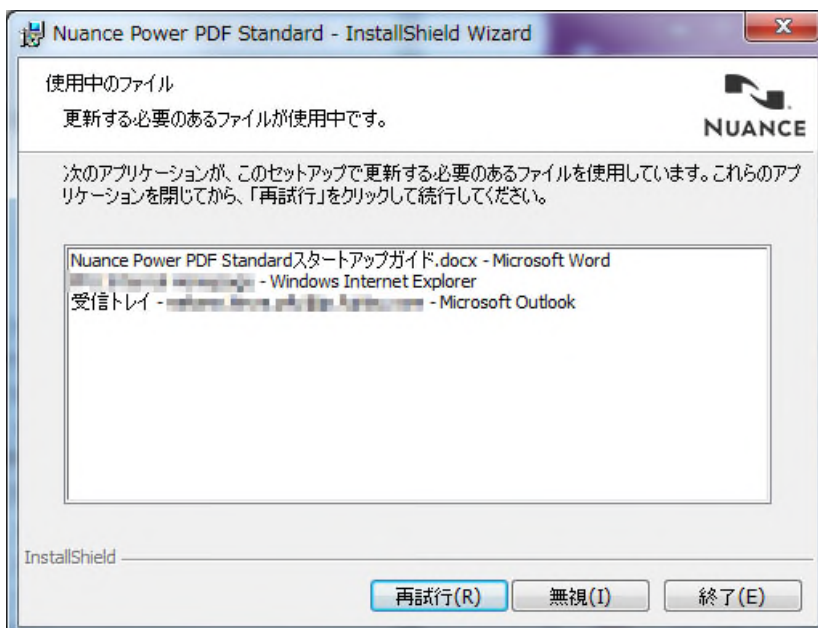 Nuance Power PDF Standard - InstallShield Wizard
使用中のファイル
更新する必要のあるファイルが使用中です。
NUANCE
次のアプリケーションが、このセットアップで更新する必要のあるファイルを使用しています。これらのアプ
リケーションを閉じてから、「再試行」をクリックして続行してください。
Nuance Power PDF Standardスタートアップガイド.docx - Microsoft Word
- Windows Internet Explorer
受信トレイ - - Microsoft Outlook
InstallShield
再試行(R) 無視(I) 終了(E)